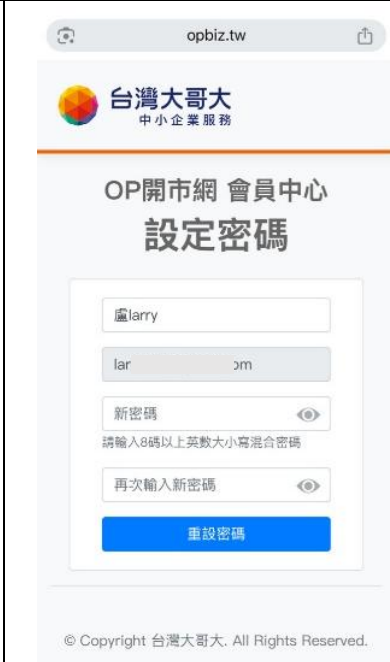 opbiz.tw
台灣大哥大
中小企業服務
OP開市網 會員中心
設定密碼
盧larry
lar om
新密碼
請輸入8碼以上英數大小寫混合密碼
再次輸入新密碼
重設密碼
© Copyright 台灣大哥大. All Rights Reserved.